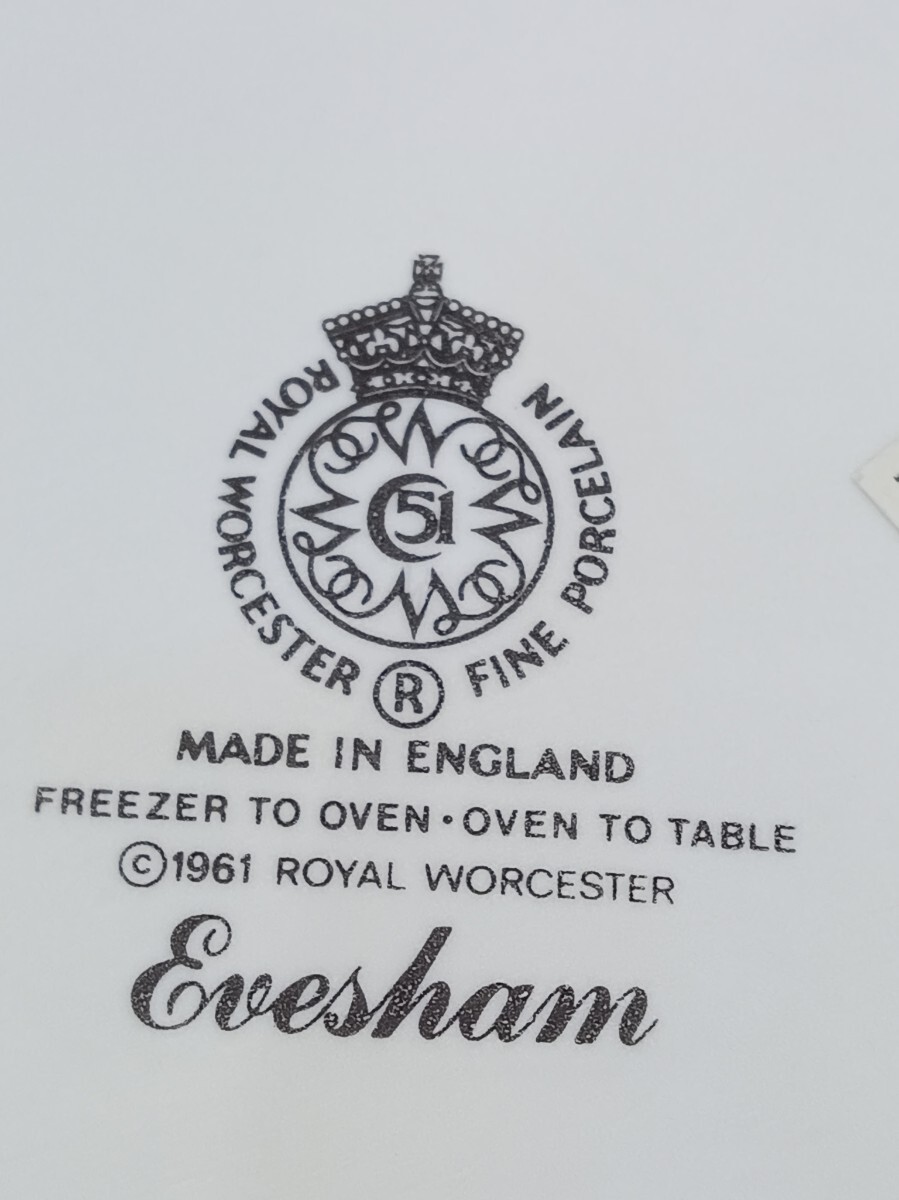 ROYAL WORCESTER
FINE PORCELAIN
51
®
MADE IN ENGLAND
FREEZER TO OVEN · OVEN TO TABLE
©1961 ROYAL WORCESTER
Evesham